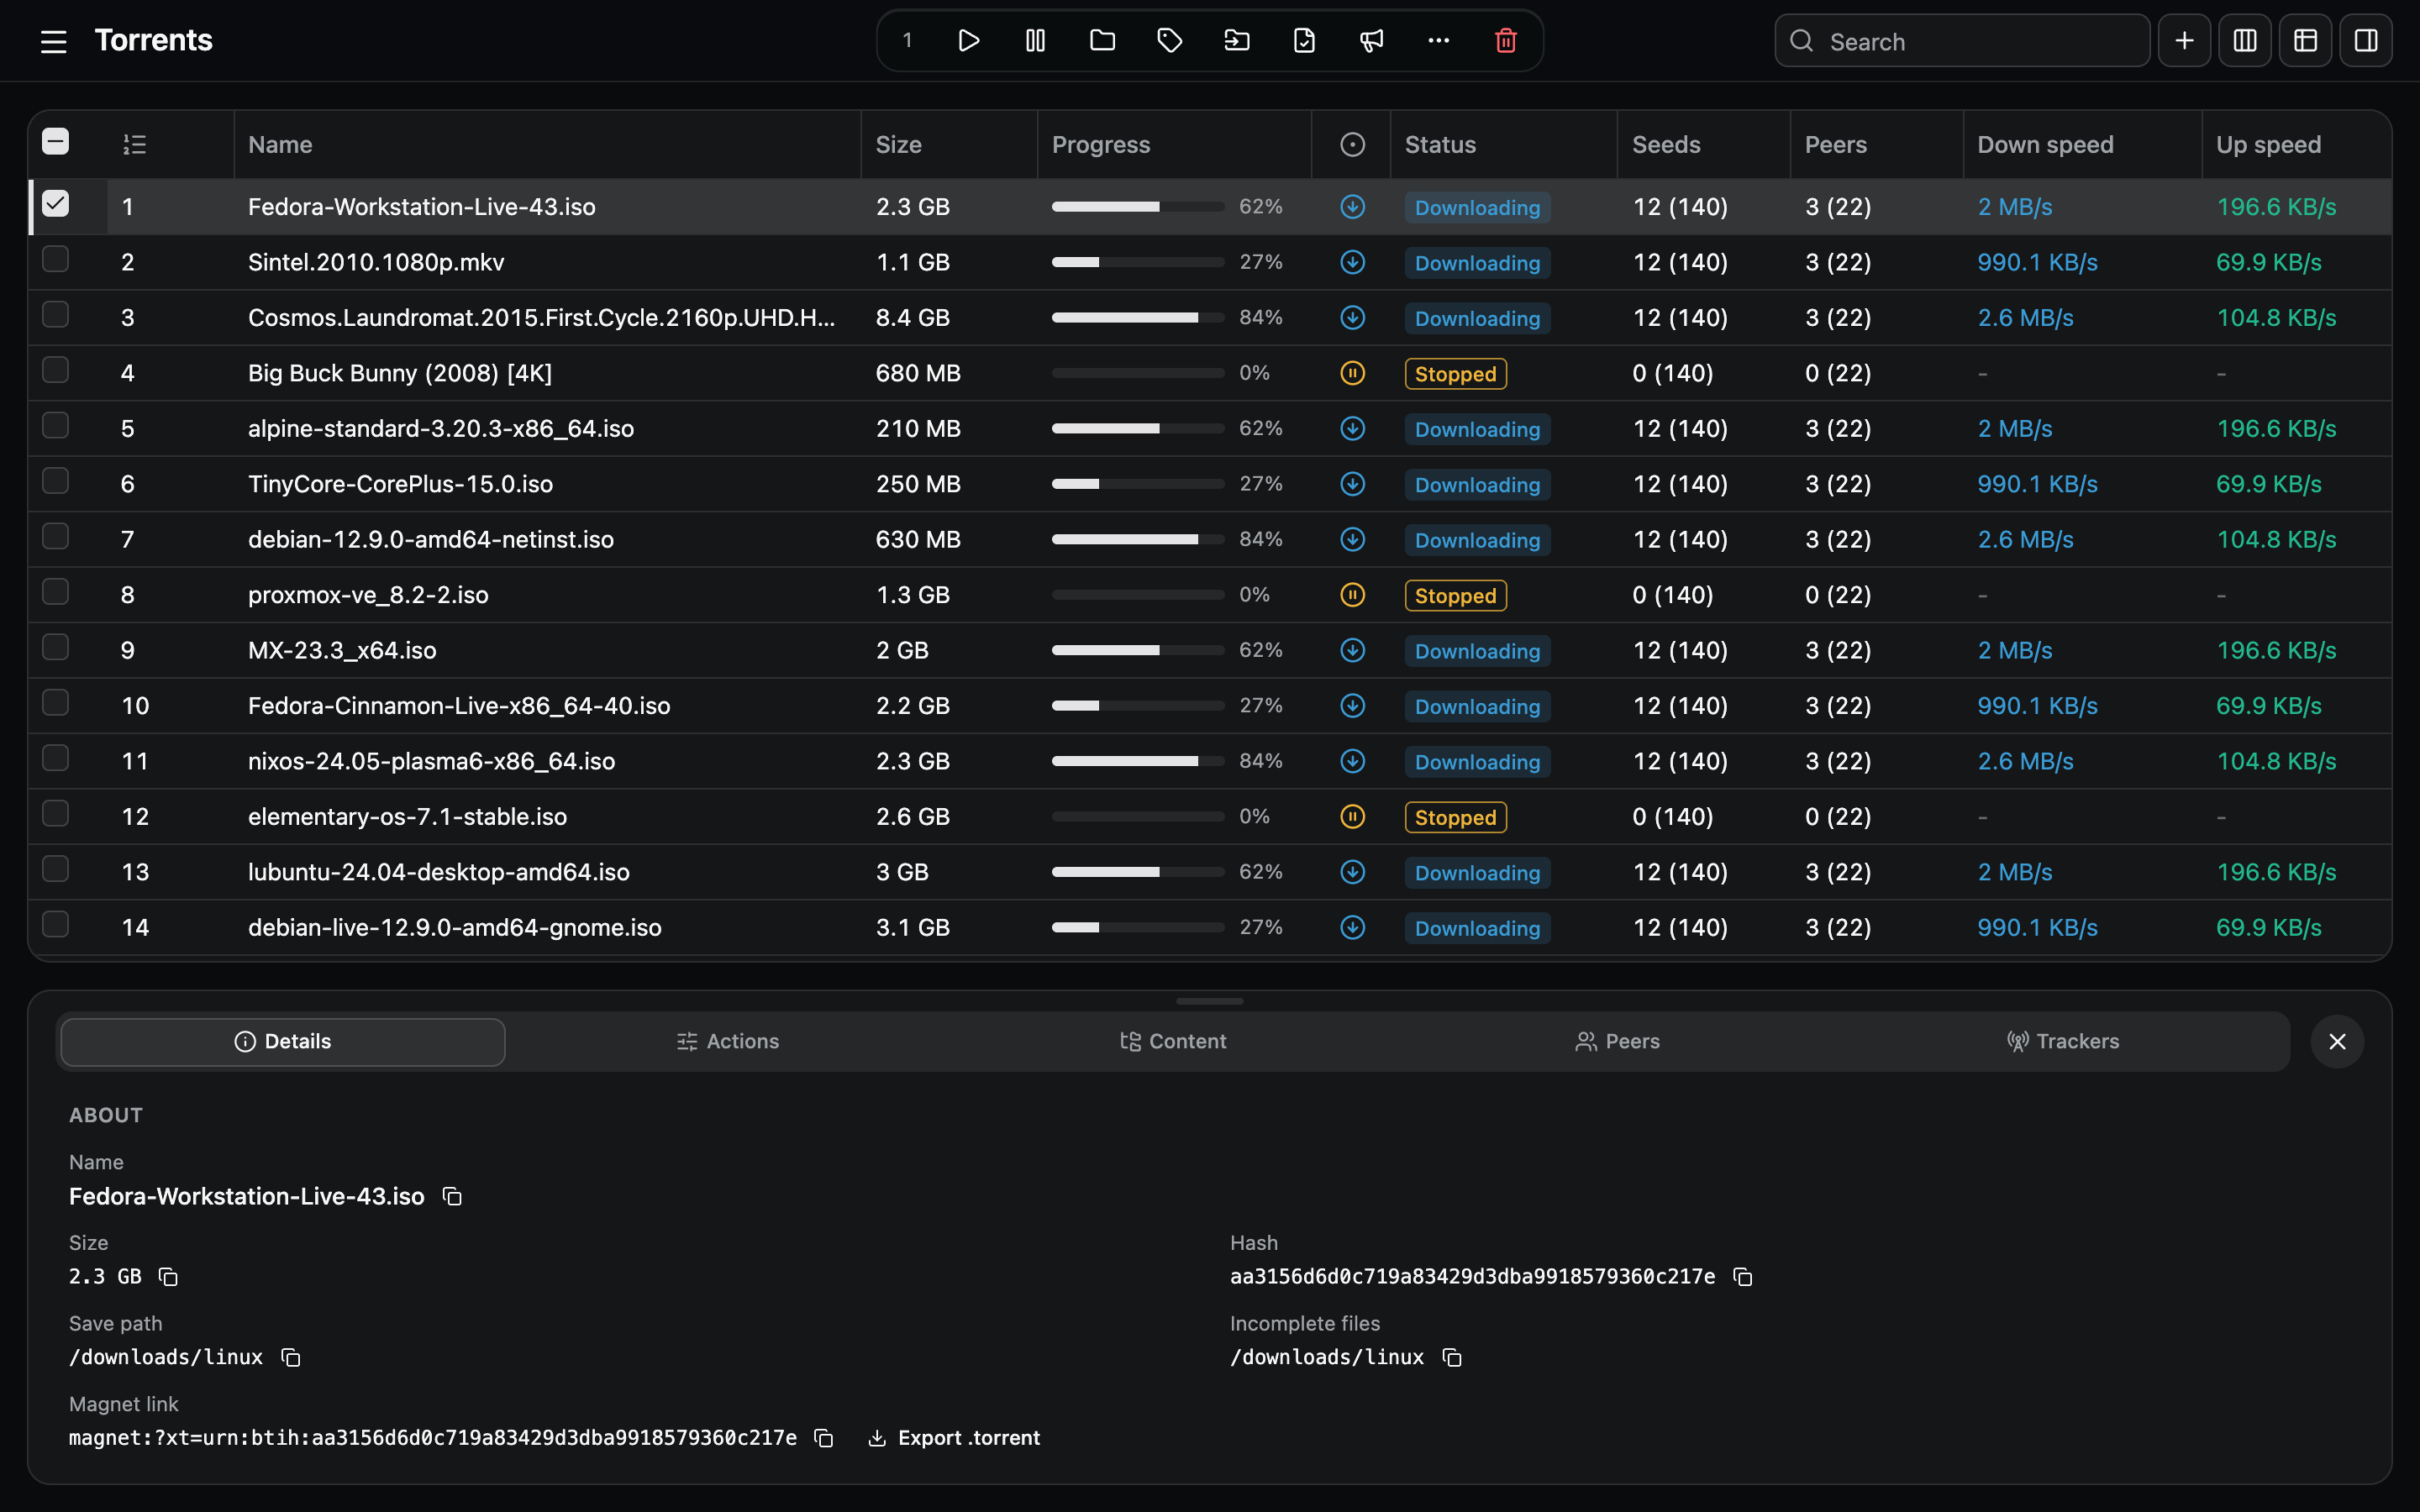 Torrents
1
Search
Name Size Progress Status Seeds Peers Down speed Up speed
1 Fedora-Workstation-Live-43.iso 2.3 GB 62% Downloading 12 (140) 3 (22) 2 MB/s 196.6 KB/s
2 Sintel.2010.1080p.mkv 1.1 GB 27% Downloading 12 (140) 3 (22) 990.1 KB/s 69.9 KB/s
3 Cosmos.Laundromat.2015.First.Cycle.2160p.UHD.H... 8.4 GB 84% Downloading 12 (140) 3 (22) 2.6 MB/s 104.8 KB/s
4 Big Buck Bunny (2008) [4K] 680 MB 0% Stopped 0 (140) 0 (22) - -
5 alpine-standard-3.20.3-x86_64.iso 210 MB 62% Downloading 12 (140) 3 (22) 2 MB/s 196.6 KB/s
6 TinyCore-CorePlus-15.0.iso 250 MB 27% Downloading 12 (140) 3 (22) 990.1 KB/s 69.9 KB/s
7 debian-12.9.0-amd64-netinst.iso 630 MB 84% Downloading 12 (140) 3 (22) 2.6 MB/s 104.8 KB/s
8 proxmox-ve_8.2-2.iso 1.3 GB 0% Stopped 0 (140) 0 (22) - -
9 MX-23.3_x64.iso 2 GB 62% Downloading 12 (140) 3 (22) 2 MB/s 196.6 KB/s
10 Fedora-Cinnamon-Live-x86_64-40.iso 2.2 GB 27% Downloading 12 (140) 3 (22) 990.1 KB/s 69.9 KB/s
11 nixos-24.05-plasma6-x86_64.iso 2.3 GB 84% Downloading 12 (140) 3 (22) 2.6 MB/s 104.8 KB/s
12 elementary-os-7.1-stable.iso 2.6 GB 0% Stopped 0 (140) 0 (22) - -
13 lubuntu-24.04-desktop-amd64.iso 3 GB 62% Downloading 12 (140) 3 (22) 2 MB/s 196.6 KB/s
14 debian-live-12.9.0-amd64-gnome.iso 3.1 GB 27% Downloading 12 (140) 3 (22) 990.1 KB/s 69.9 KB/s
Details Actions Content Peers Trackers
ABOUT
Name
Fedora-Workstation-Live-43.iso
Size Hash
2.3 GB aa3156d6d0c719a83429d3dba9918579360c217e
Save path Incomplete files
/downloads/linux /downloads/linux
Magnet link
magnet:?xt=urn:btih:aa3156d6d0c719a83429d3dba9918579360c217e Export .torrent